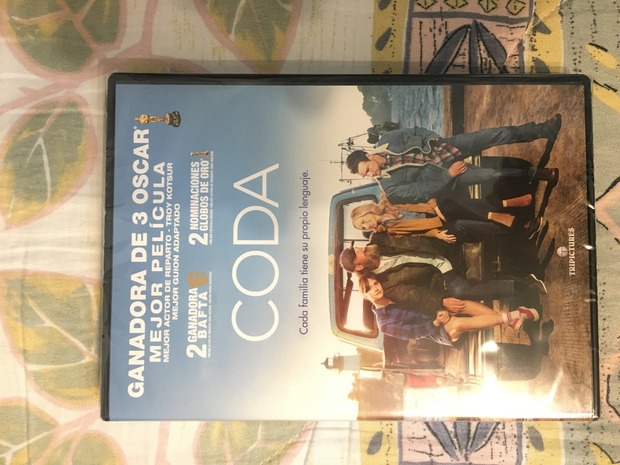 GANADORA DE 3 OSCAR®
MEJOR PELÍCULA
MEJOR ACTOR DE REPARTO - TROY KOTSUR
MEJOR GUION ADAPTADO
2 GANADORA
BAFTA
2 NOMINACIONES
GLOBOS DE ORO®
CODA
Cada familia tiene su propio lenguaje.
TRIPICTURES